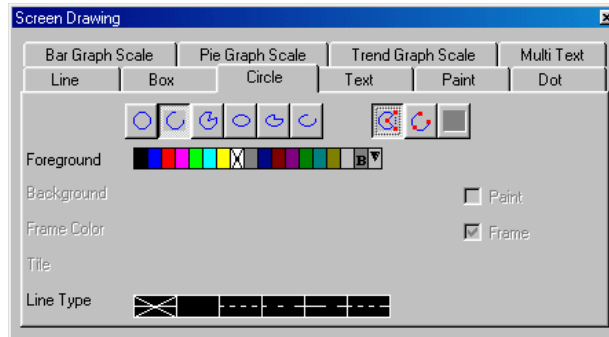 Screen Drawing
Bar Graph Scale Pie Graph Scale Trend Graph Scale Multi Text
Line Box Circle Text Paint Dot
Foreground B
Background Paint
Frame Color Frame
Tile
Line Type